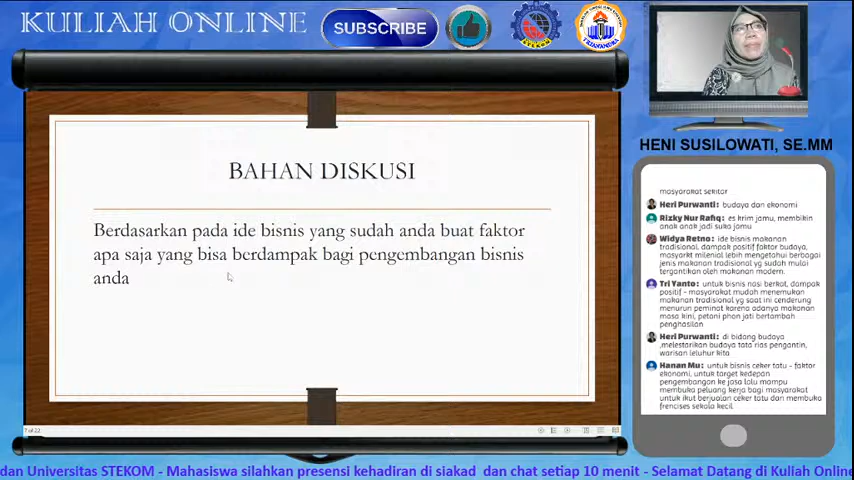 KULIAH ONLINE
SUBSCRIBE
STEKOM
BAHAN DISKUSI
Berdasarkan pada ide bisnis yang sudah anda buat faktor
apa saja yang bisa berdampak bagi pengembangan bisnis
anda
7 of 22
HENI SUSILOWATI, SE.MM
masyarakat sekitar
Heri Purwanti: budaya dan ekonomi
Rizky Nur Rafiq: es krim jamu, membikin
anak anak jadi suka jamu
Widya Retno: ide bisnis makanan
tradisional, dampak positif faktor budaya,
masyarkt milenial lebih mengetahui berbagai
jenis makanan tradisional yg sudah mulai
tergantikan oleh makanan modern.
Tri Yanto: untuk bisnis nasi berkat, dampak
positif - masyarakat mudah menemukan
makanan tradisional yg saat ini cenderung
menurun peminat karena adanya makanan
masa kini, petani phon jati bertambah
penghasilan
Heri Purwanti: di bidang budaya
,melestarikan budaya tata rias pengantin,
warisan leluhur kita
Hanan Mu: untuk bisnis ceker tatu - faktor
ekonomi, untuk target kedepan
pengembangan ke jasa lalu mampu
membuka peluang kerja bagi masyarakat
untuk ikut berjualan ceker tatu dan membuka
frencises sekala kecil
dan Universitas STEKOM - Mahasiswa silahkan presensi kehadiran di siakad dan chat setiap 10 menit - Selamat Datang di Kuliah Online